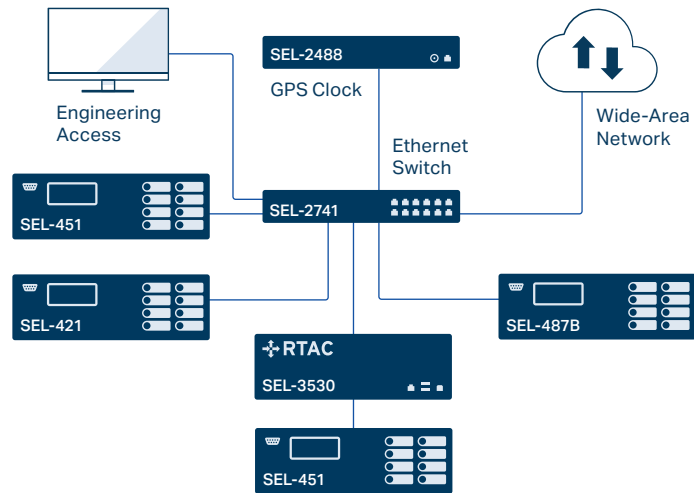 SEL-2488
GPS Clock
Engineering
Access
Wide-Area
Network
Ethernet
Switch
SEL-451
SEL-2741
SEL-421
SEL-487B
RTAC
SEL-3530
SEL-451